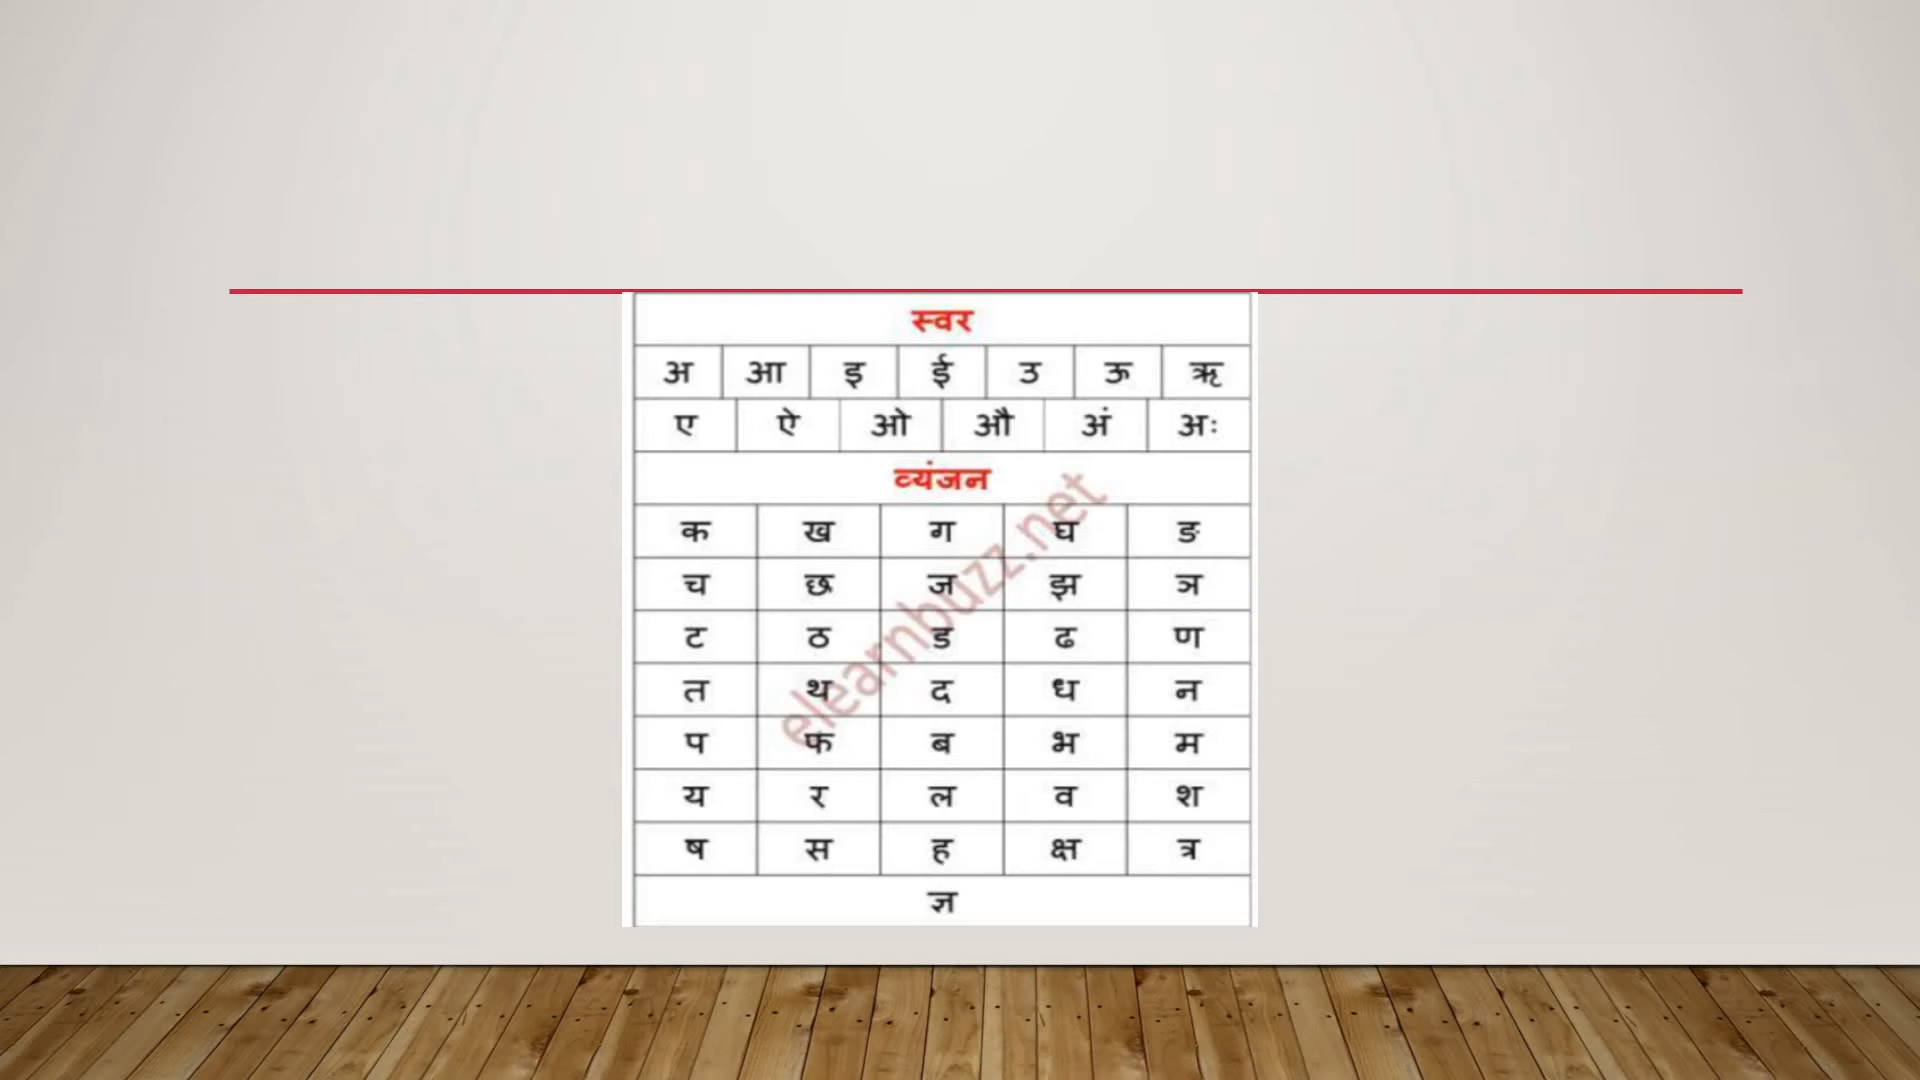 स्वर
अ आ इ ई उ ऊ ऋ
ए ऐ ओ औ अं अः
व्यंजन
क ख ग घ ङ
च छ ज झ ञ
ट ठ ड ढ ण
त थ द ध न
प फ ब भ म
य र ल व श
ष स ह क्ष त्र
ज्ञ
elearnbuzz.net